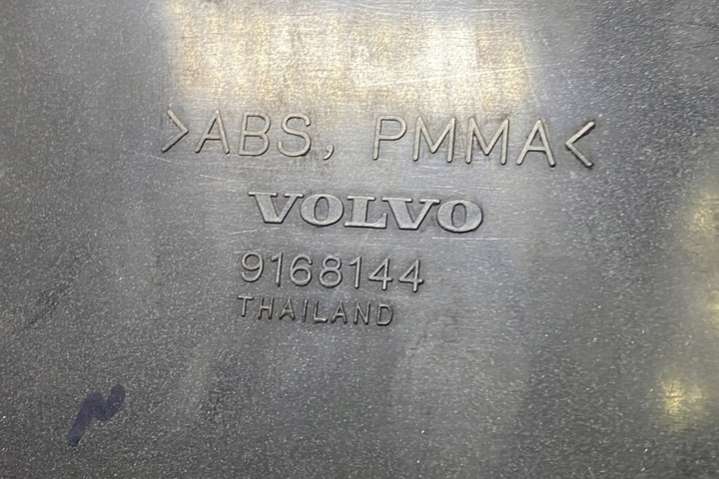 >ABS, PMMA<
VOLVO
9168144
THAILAND